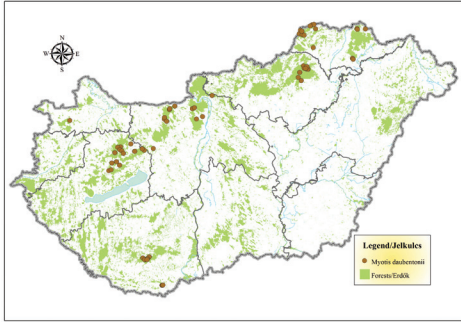 N
W E
S
Legend/Jelkulcs
Myotis daubentonii
Forests/Erdők